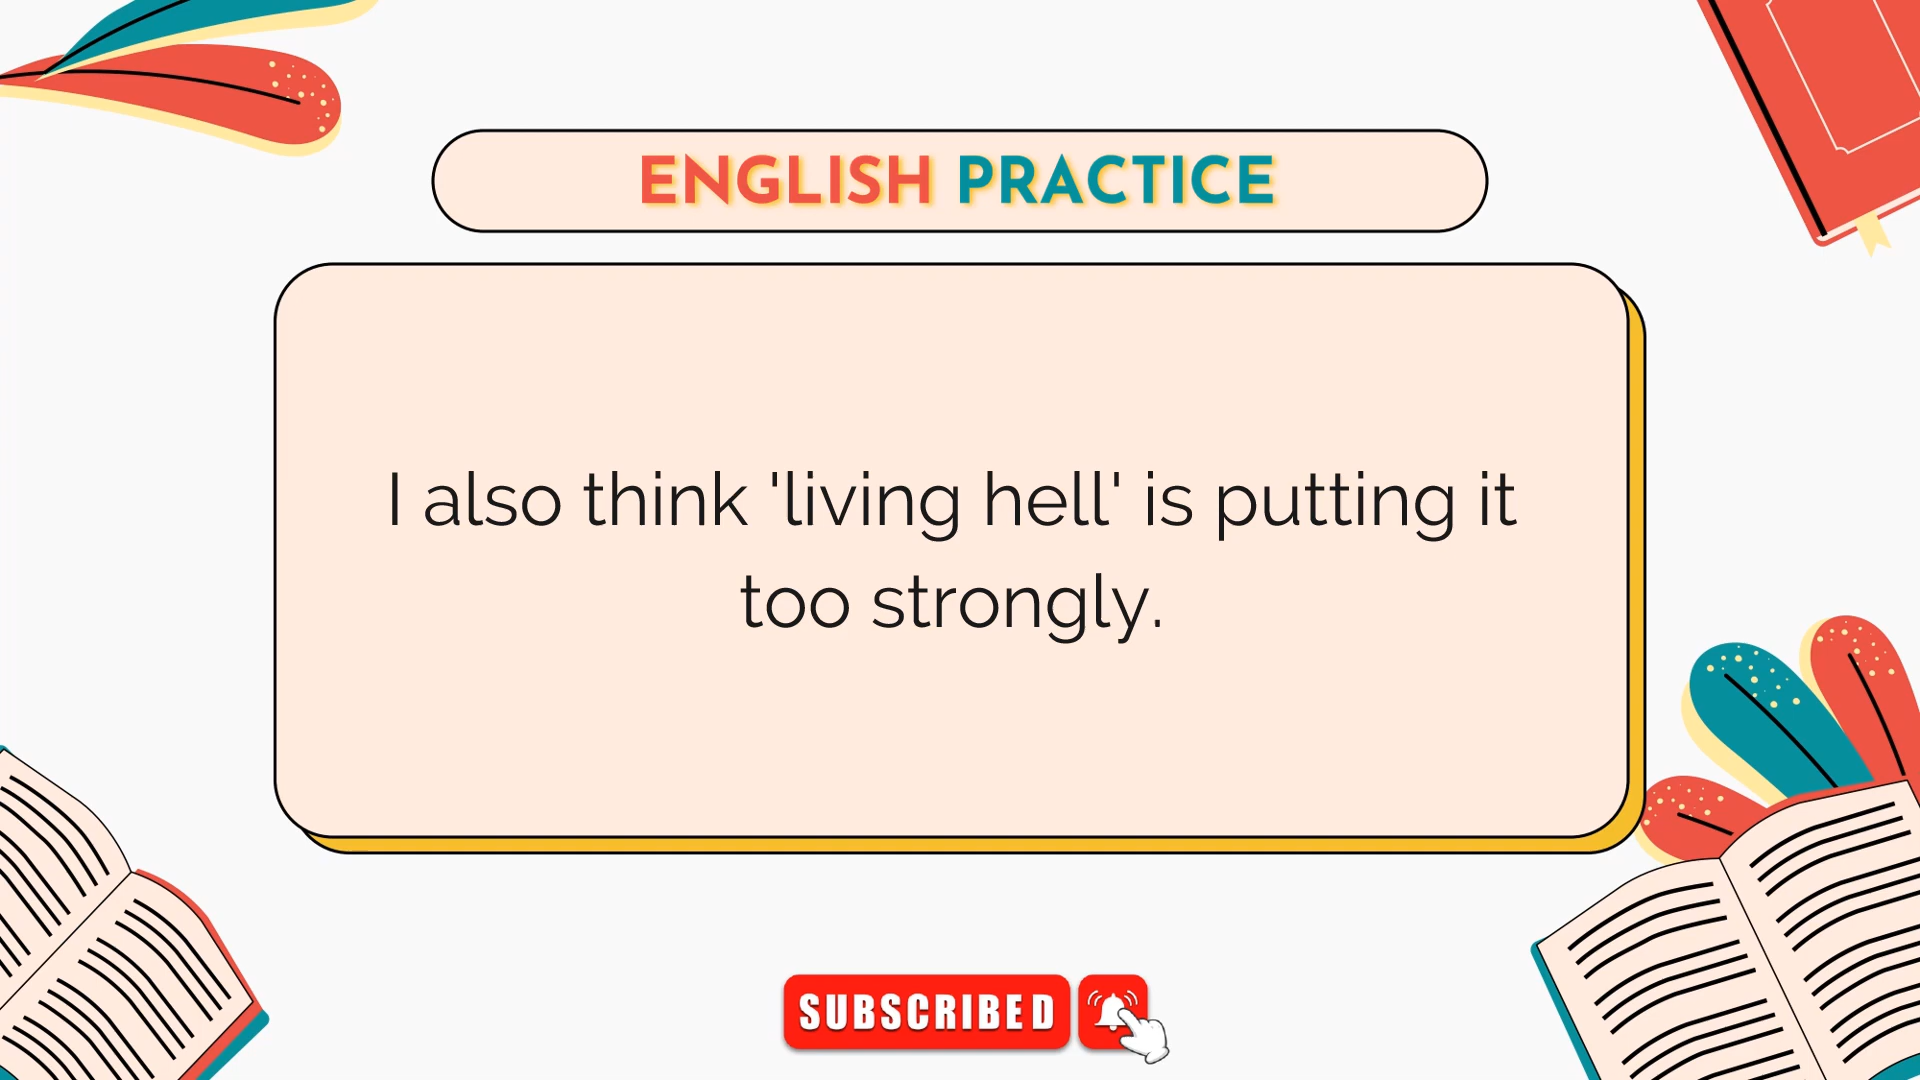 ENGLISH PRACTICE
I also think 'living hell' is putting it
too strongly.
SUBSCRIBED